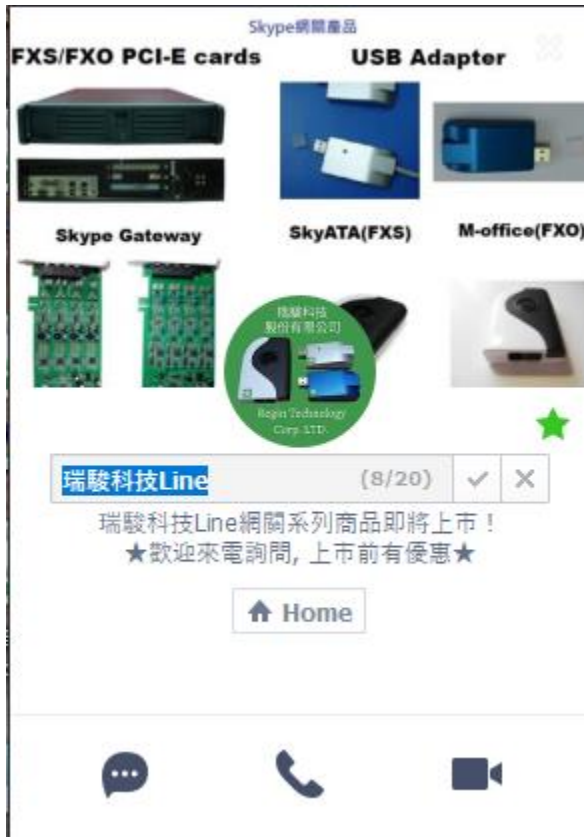 Skype網關產品
FXS/FXO PCI-E cards
USB Adapter
Skype Gateway
SkyATA(FXS)
M-office(FXO)
瑞駿科技
股份有限公司
Regin Technology
Corp. LTD.
瑞駿科技Line
(8/20)
瑞駿科技Line網關系列商品即將上市！
★歡迎來電詢問, 上市前有優惠★
Home